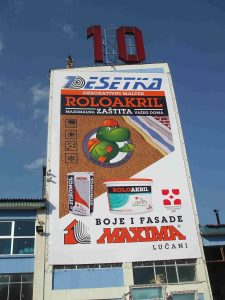 10
DESETKA
DEKORATIVNI MALTER
ROLOAKRIL
MAKSIMALNA ZAŠTITA VAŠEG DOMA
ROLOAKRIL
BOJE I FASADE
MAXIMA
LUČANI